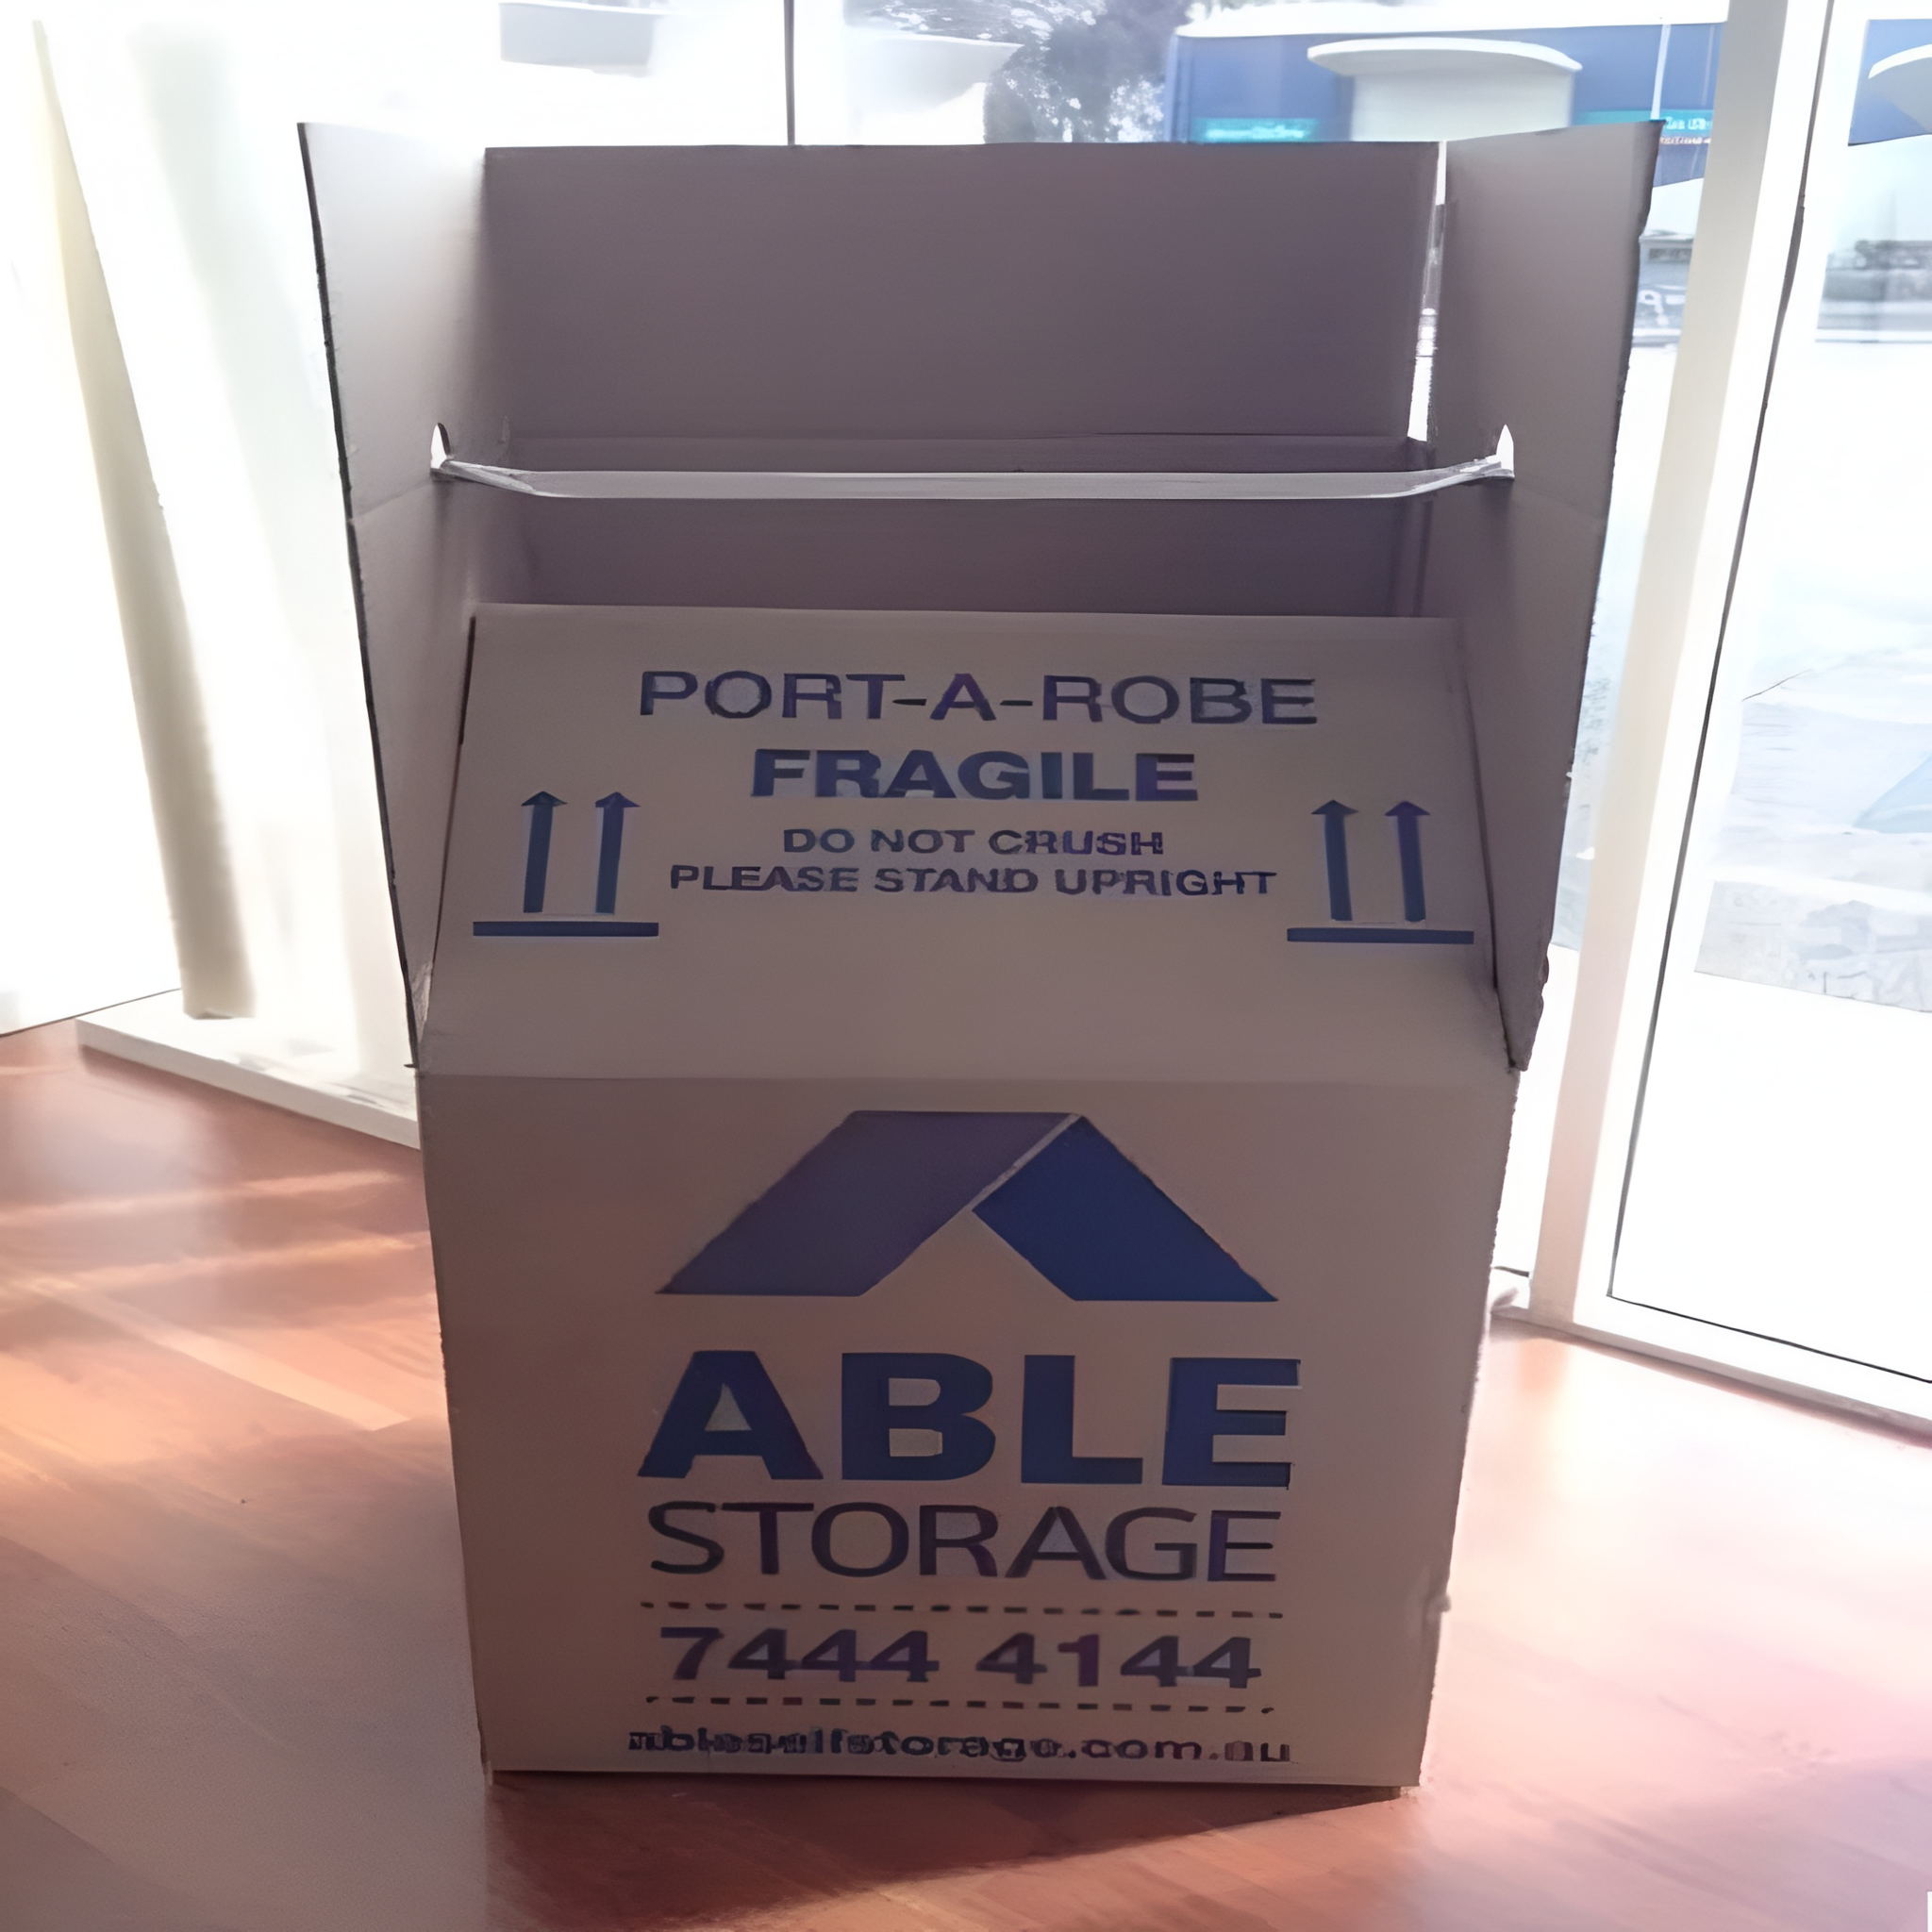 PORT-A-ROBE
FRAGILE
DO NOT CRUSH
PLEASE STAND UPRIGHT
ABLE
STORAGE
7444 4144